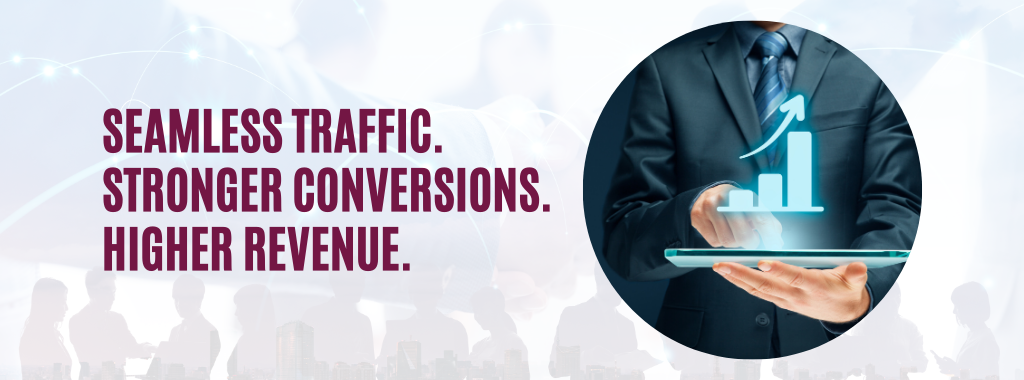 SEAMLESS TRAFFIC.
STRONGER CONVERSIONS.
HIGHER REVENUE.